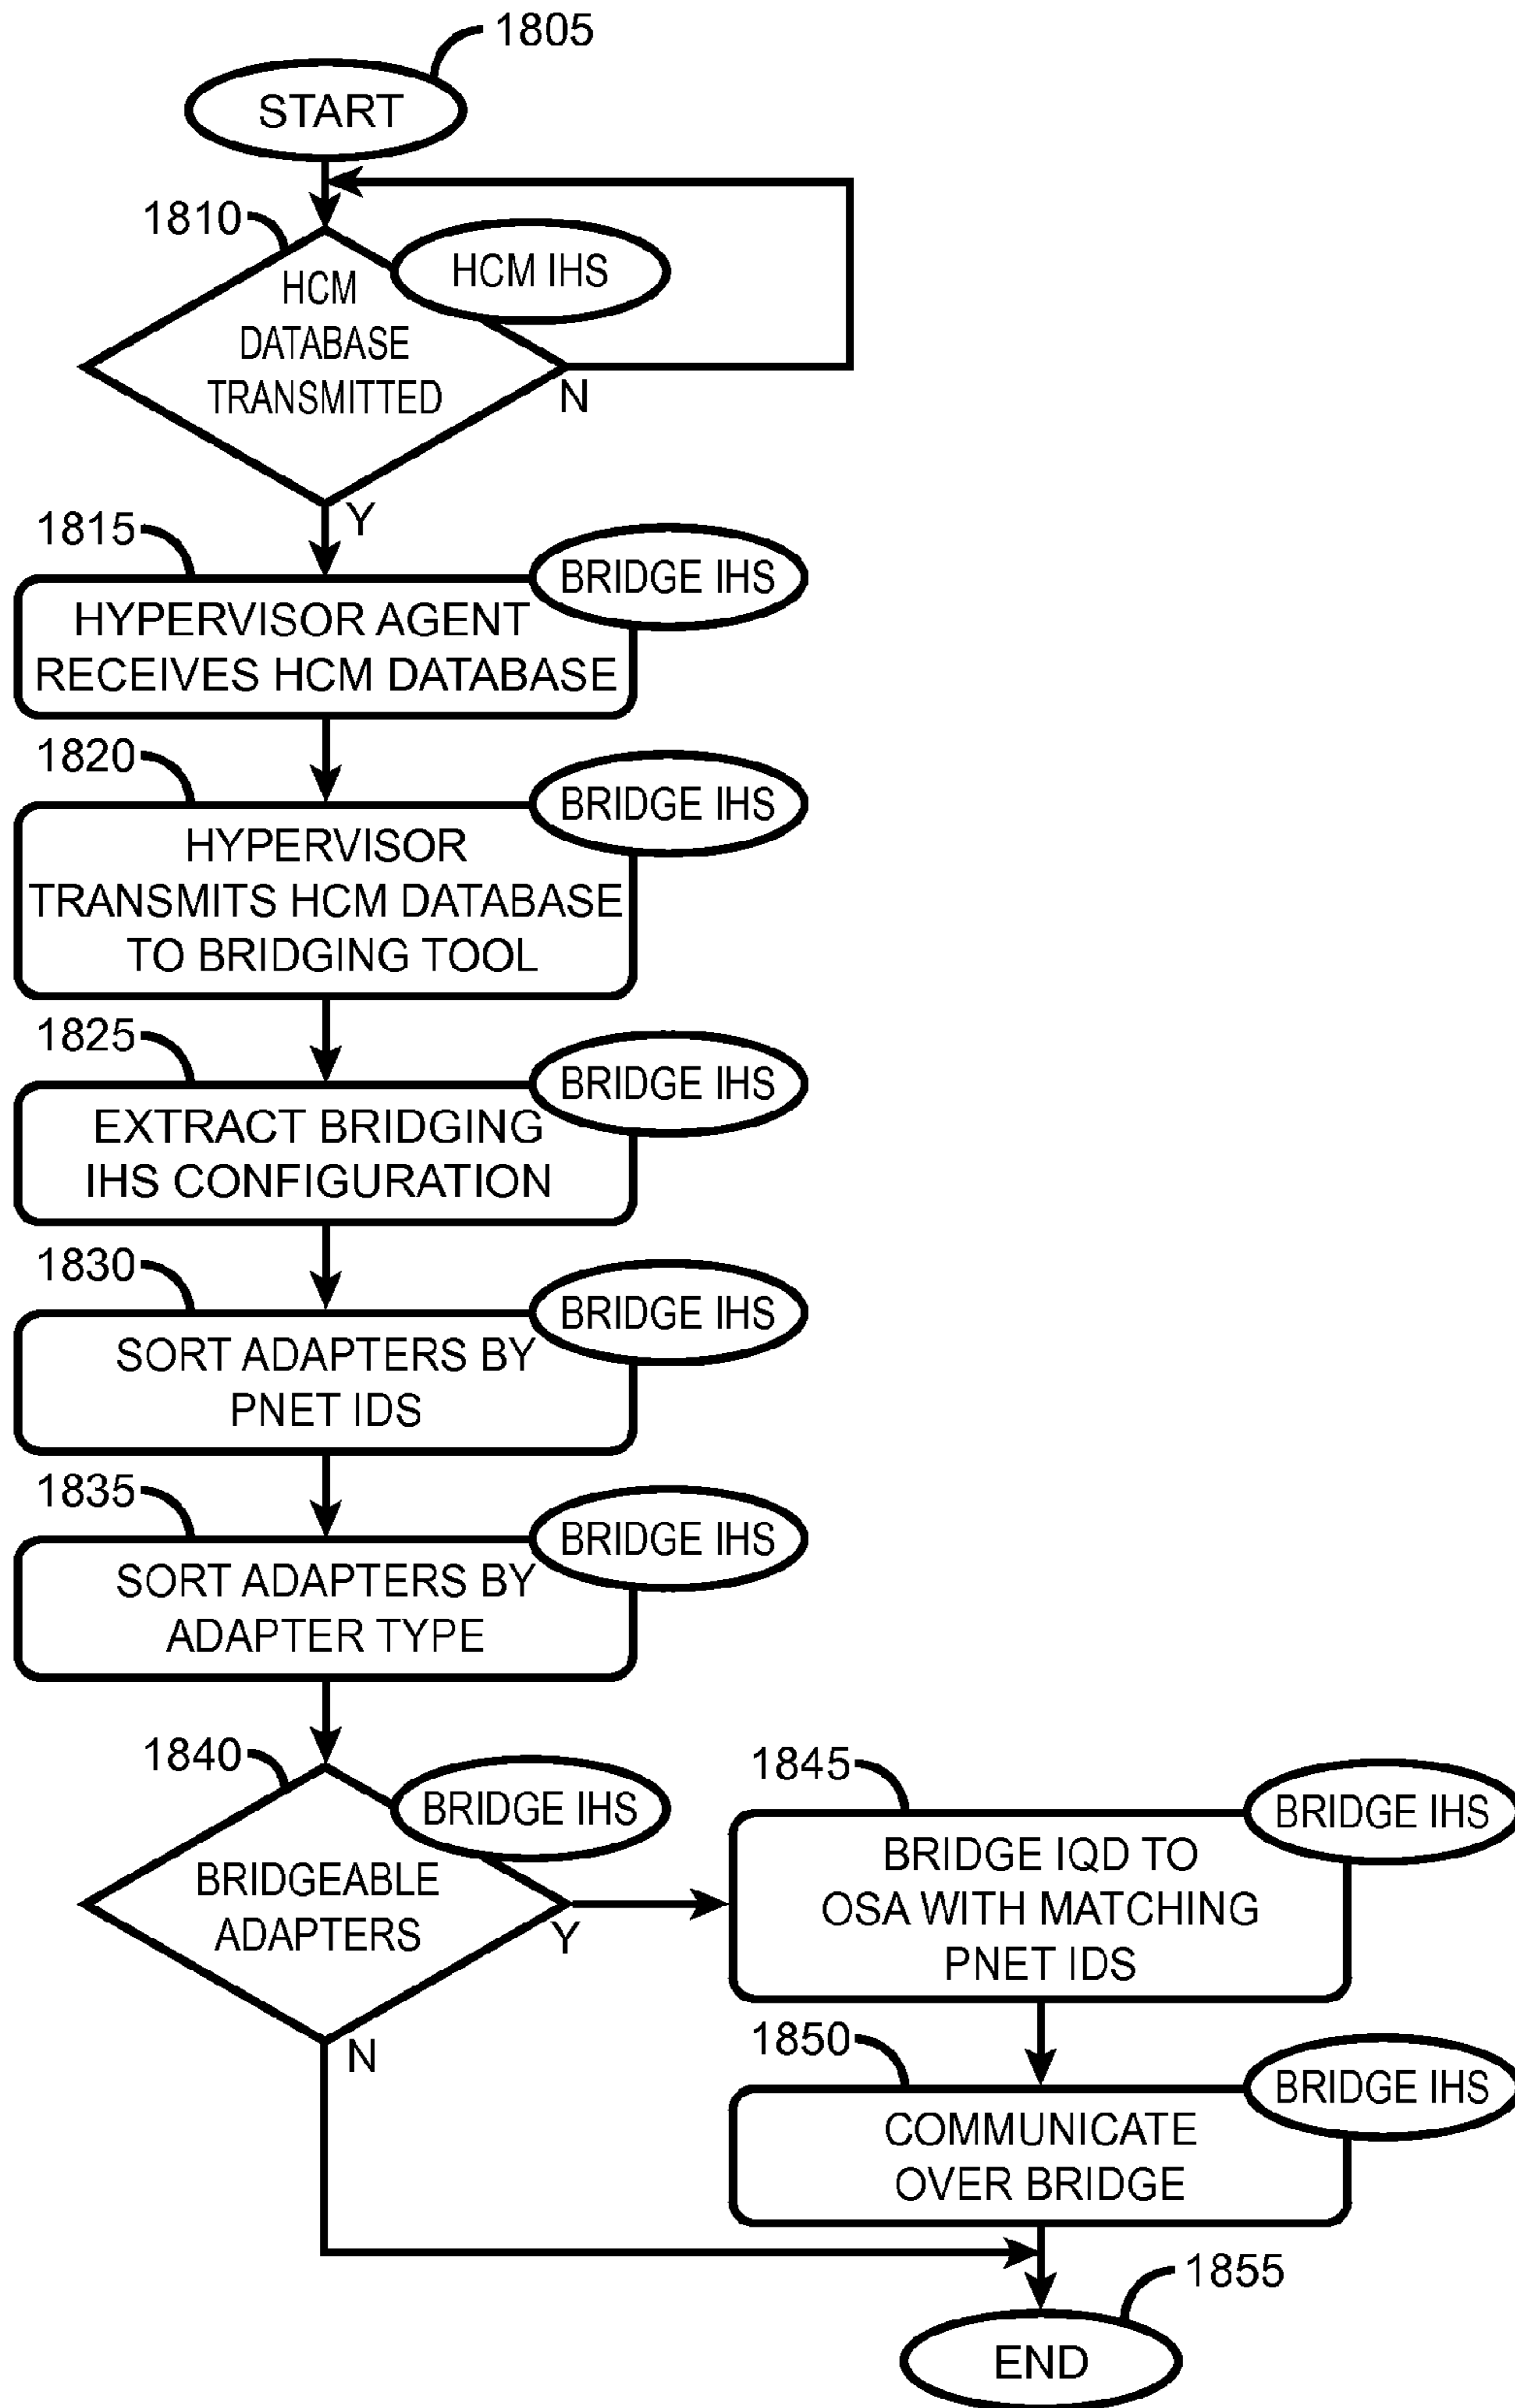 1805
START
1810
HCM IHS
HCM
DATABASE
TRANSMITTED
N
Y
1815
BRIDGE IHS
HYPERVISOR AGENT
RECEIVES HCM DATABASE
1820
BRIDGE IHS
HYPERVISOR
TRANSMITS HCM DATABASE
TO BRIDGING TOOL
1825
BRIDGE IHS
EXTRACT BRIDGING
IHS CONFIGURATION
1830
BRIDGE IHS
SORT ADAPTERS BY
PNET IDS
1835
BRIDGE IHS
SORT ADAPTERS BY
ADAPTER TYPE
1840
BRIDGE IHS
BRIDGEABLE
ADAPTERS
Y
N
1845
BRIDGE IHS
BRIDGE IQD TO
OSA WITH MATCHING
PNET IDS
1850
BRIDGE IHS
COMMUNICATE
OVER BRIDGE
1855
END